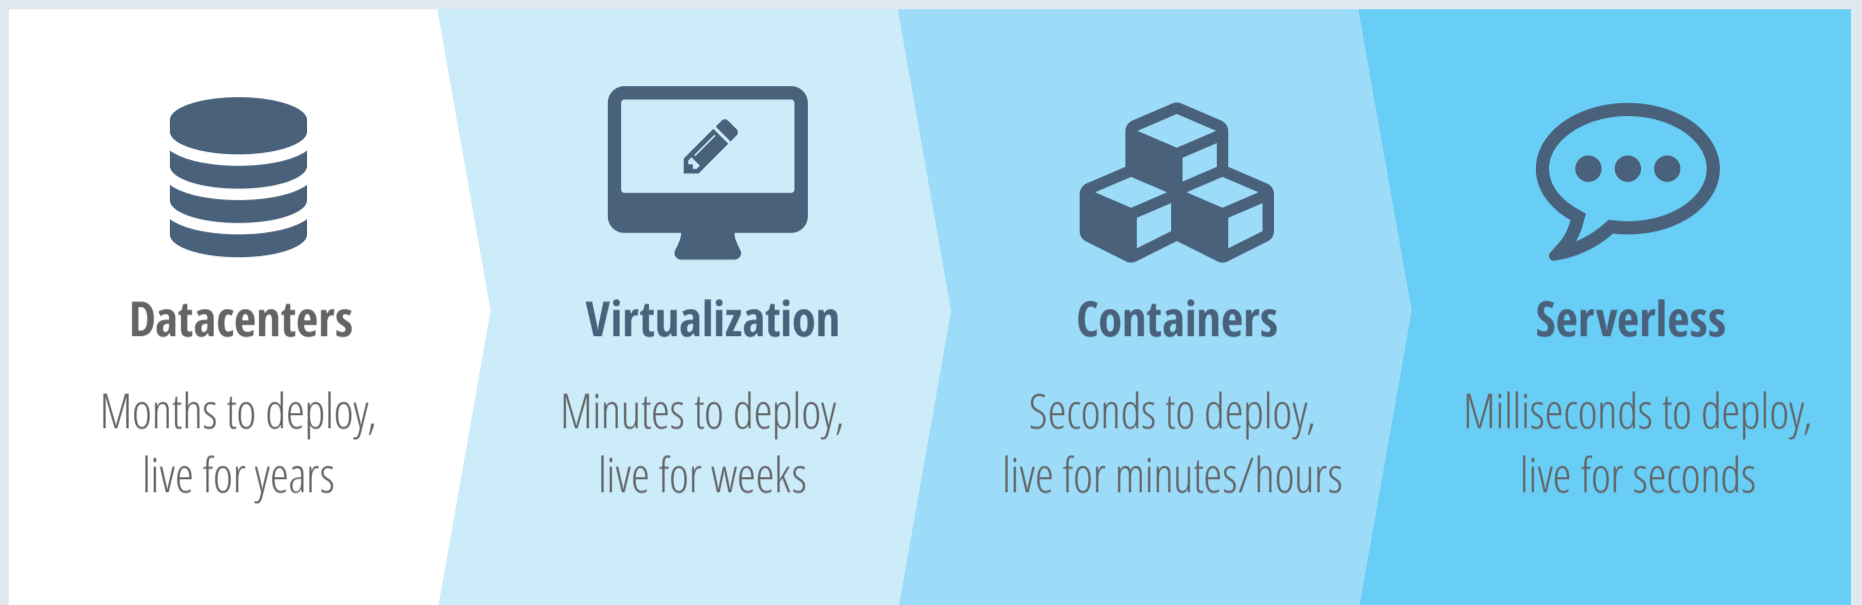 Datacenters
Months to deploy,
live for years
Virtualization
Minutes to deploy,
live for weeks
Containers
Seconds to deploy,
live for minutes/hours
Serverless
Milliseconds to deploy,
live for seconds